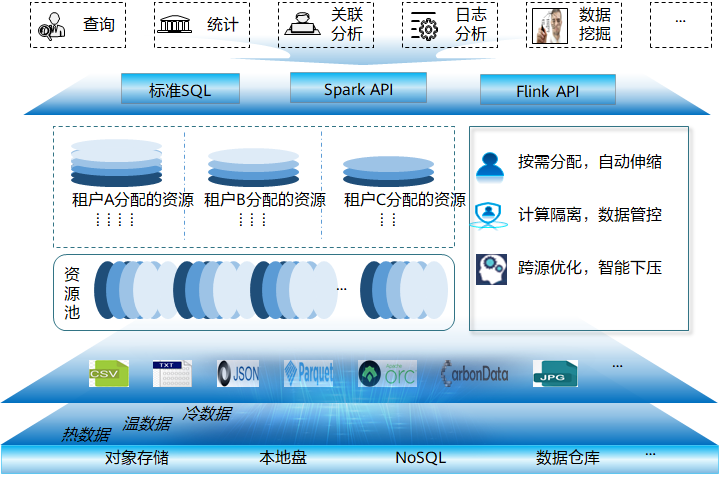 查询
统计
关联
分析
日志
分析
数据
挖掘
...
标准SQL
Spark API
Flink API
租户A分配的资源
租户B分配的资源
租户C分配的资源
按需分配，自动伸缩
计算隔离，数据管控
跨源优化，智能下压
资
源
池
...
CSV
TXT
JSON
Parquet
Apache
orc
CarbonData
JPG
...
热数据
温数据
冷数据
对象存储
本地盘
NoSQL
数据仓库
...